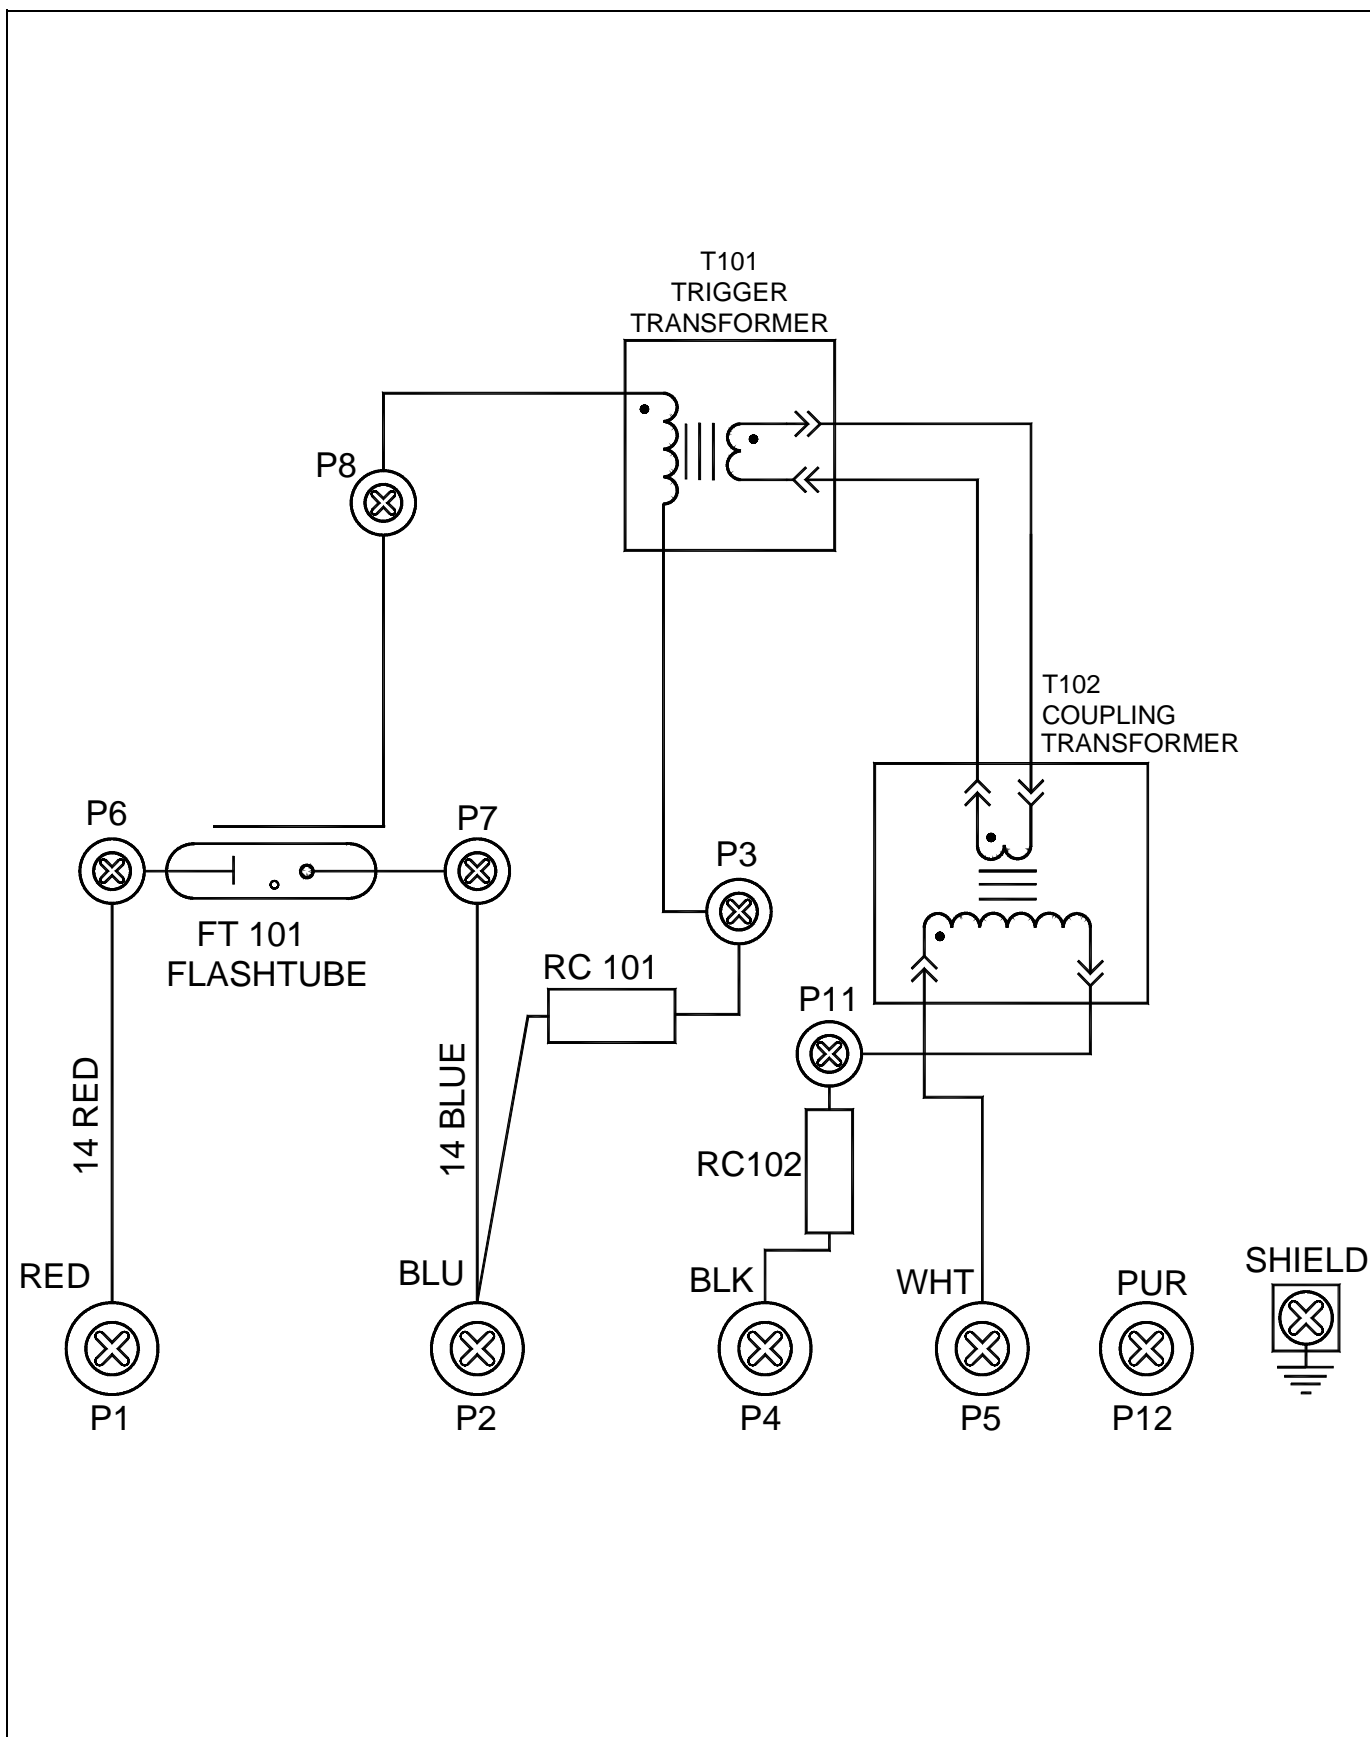 T101
TRIGGER
TRANSFORMER
P8
T102
COUPLING
TRANSFORMER
P6
P7
P3
FT 101
FLASHTUBE
RC 101
P11
14 RED
14 BLUE
RC102
RED
BLU
BLK
WHT
PUR
SHIELD
P1
P2
P4
P5
P12